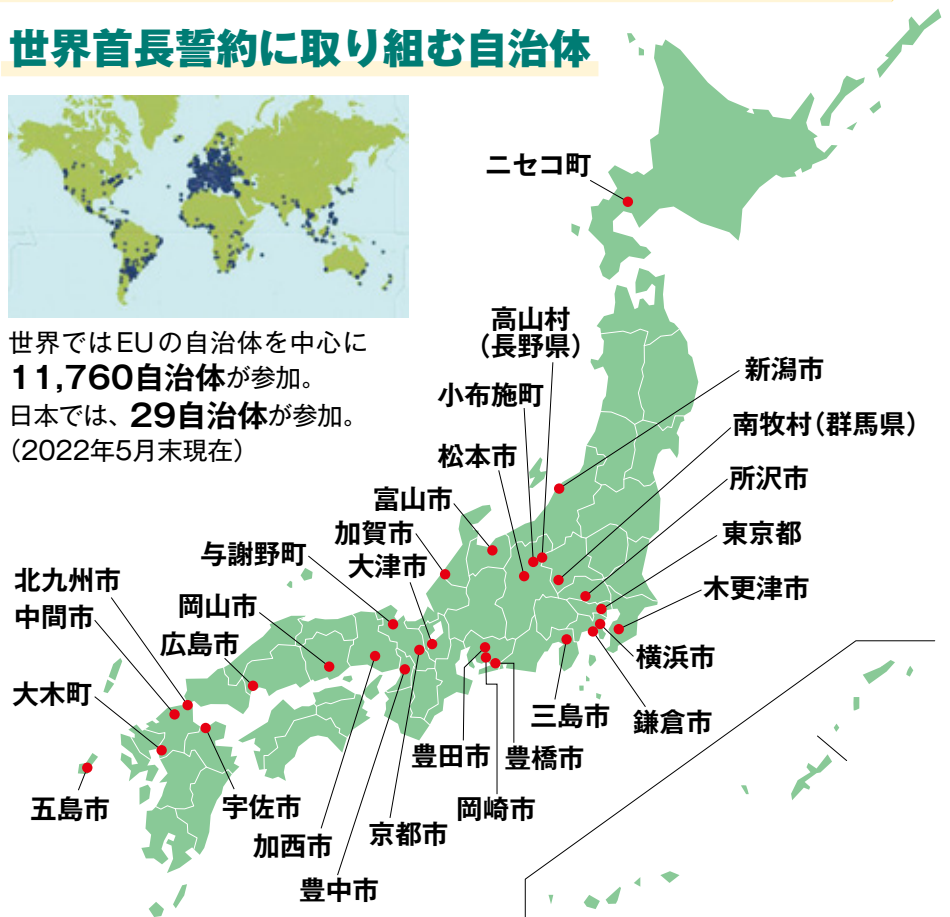 世界首長誓約に取り組む自治体
世界ではEUの自治体を中心に
11,760自治体が参加。
日本では、29自治体が参加。
（2022年5月末現在）
ニセコ町
高山村
（長野県）
小布施町
松本市
新潟市
南牧村（群馬県）
所沢市
東京都
木更津市
富山市
加賀市
大津市
与謝野町
北九州市
中間市
岡山市
広島市
大木町
横浜市
鎌倉市
三島市
豊田市
豊橋市
岡崎市
五島市
宇佐市
加西市
京都市
豊中市